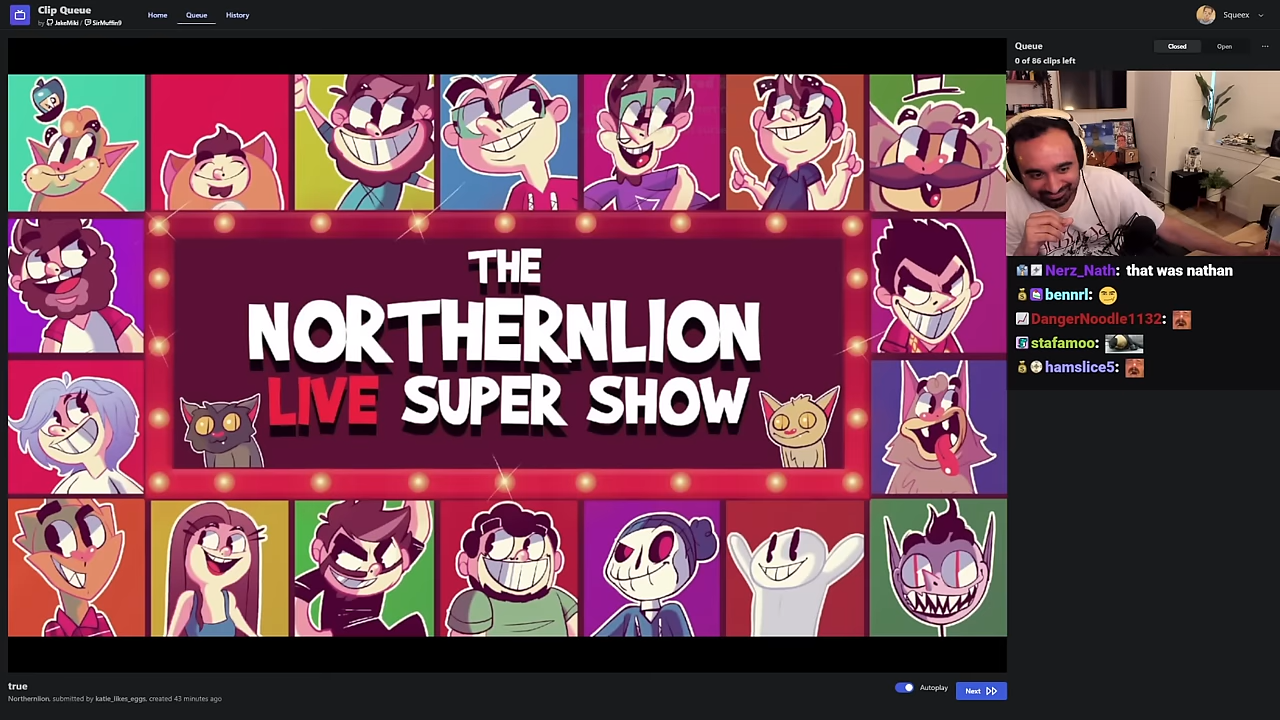 Clip Queue
by JakeMiki / SirMuffin9
Home
Queue
History
Squeex
Queue
Closed
Open
0 of 86 clips left
THE
NORTHERNLION
LIVE SUPER SHOW
Nerz_Nath: that was nathan
bennrl:
DangerNoodle1132:
stafamoo:
hamslice5:
true
Northernlion, submitted by katie_likes_eggs, created 43 minutes ago
Autoplay
Next